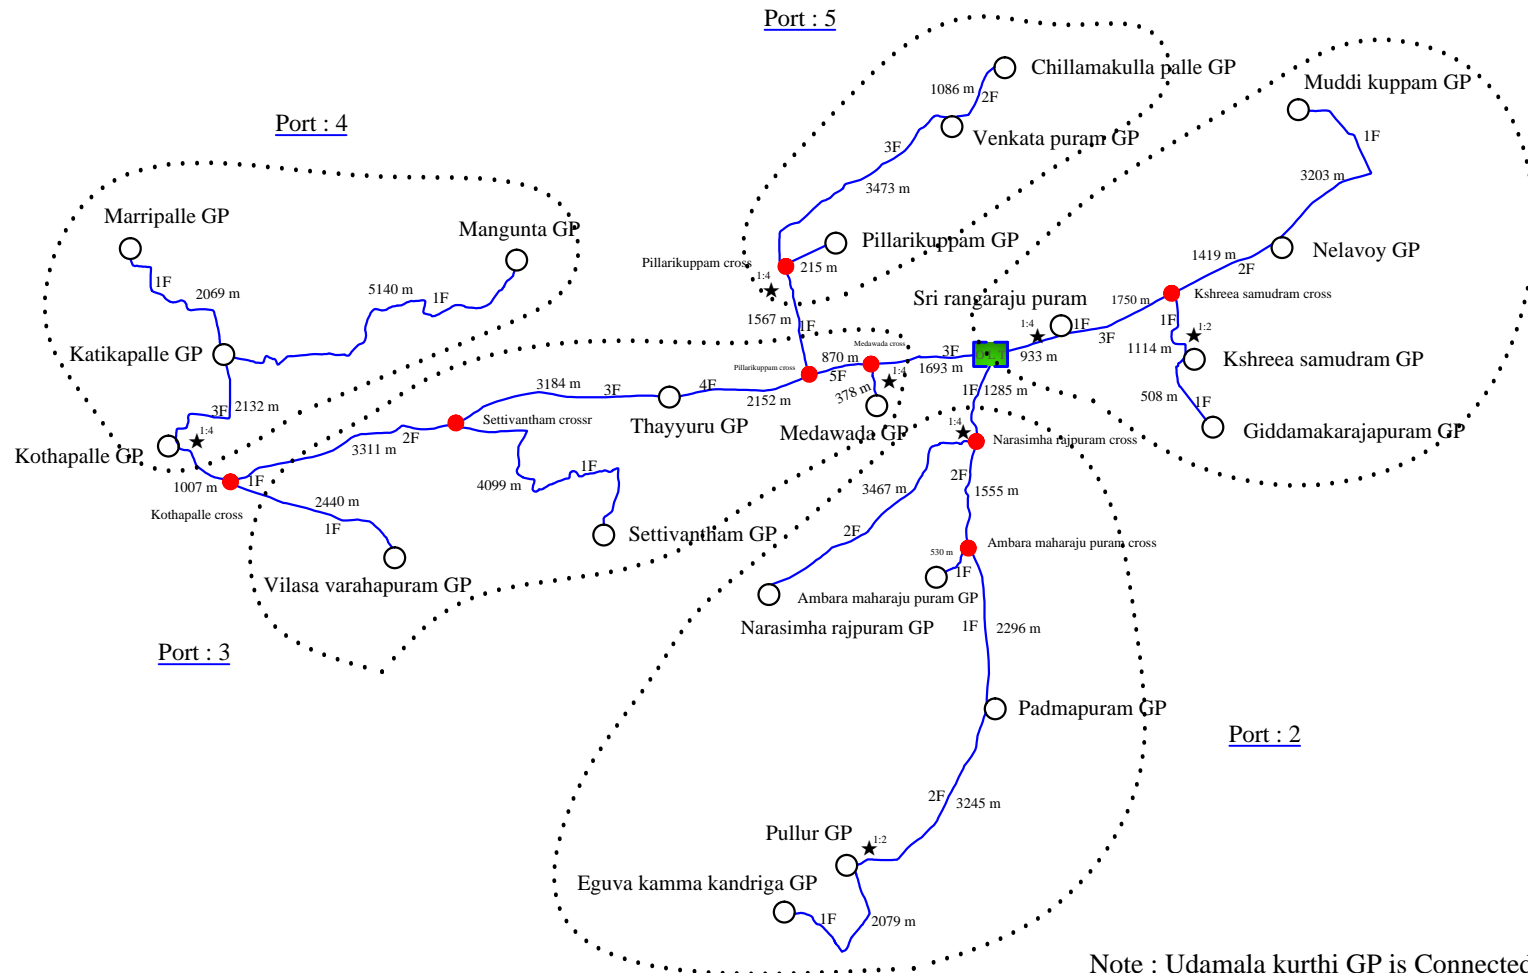 Port : 5
Chillamakulla palle GP
1086 m
2F
Muddi kuppam GP
Port : 4
Venkata puram GP
1F
3F
3473 m
3203 m
Marripalle GP
Mangunta GP
Pillarikuppam GP
Nelavoy GP
1419 m
2F
Pillarikuppam cross
215 m
1:4
1F
2069 m
5140 m
1F
Sri rangaraju puram
1750 m
Kshreea samudram cross
1567 m
1F
1:4
1F
3F
1F
1:2
Katikapalle GP
870 m
Medawada cross
3F
OLT
933 m
1114 m
Kshreea samudram GP
Pillarikuppam cross
5F
1693 m
1:4
3184 m
3F
4F
2152 m
378 m
1F
1285 m
508 m
1F
3F
2132 m
Settivantham crossr
Thayyuru GP
Medawada GP
1:4
Giddamakarajapuram GP
1:4
2F
3311 m
Narasimha rajpuram cross
Kothapalle GP
1F
1007 m
1F
4099 m
3467 m
2F
1555 m
2440 m
Kothapalle cross
1F
2F
Settivantham GP
Ambara maharaju puram cross
530 m
1F
Vilasa varahapuram GP
Ambara maharaju puram GP
Narasimha rajpuram GP
1F
2296 m
Port : 3
Padmapuram GP
Port : 2
2F
3245 m
Pullur GP
1:2
Eguva kamma kandriga GP
1F
2079 m
Note : Udamala kurthi GP is Connected